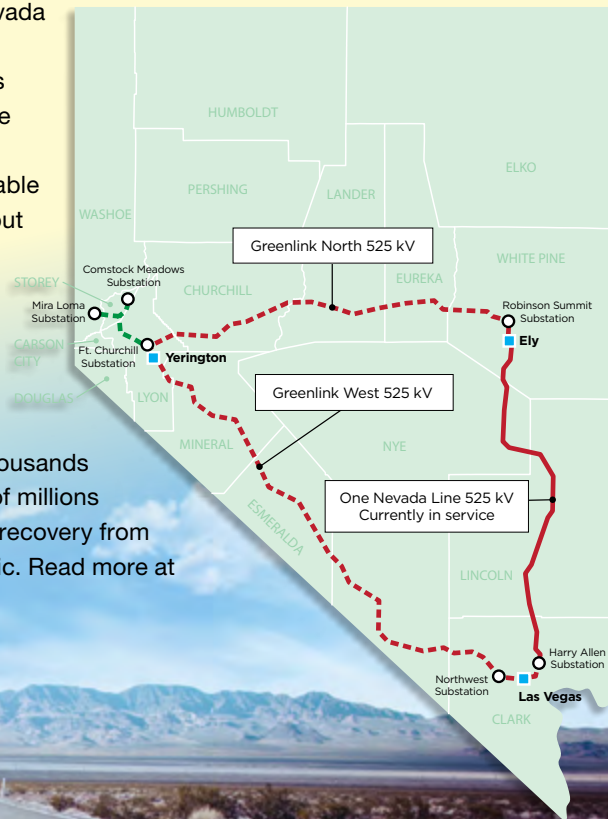 vada
s
e
able
out
ousands
of millions
recovery from
ic. Read more at
HUMBOLDT
ELKO
PERSHING
LANDER
WASHOE
Greenlink North 525 kV
WHITE PINE
EUREKA
CHURCHILL
STOREY
Comstock Meadows
Substation
Mira Loma
Substation
Robinson Summit
Substation
Ely
CARSON
CITY
Ft. Churchill
Substation
Yerington
DOUGLAS
LYON
Greenlink West 525 kV
MINERAL
NYE
ESMERALDA
One Nevada Line 525 kV
Currently in service
LINCOLN
Harry Allen
Substation
Northwest
Substation
Las Vegas
CLARK